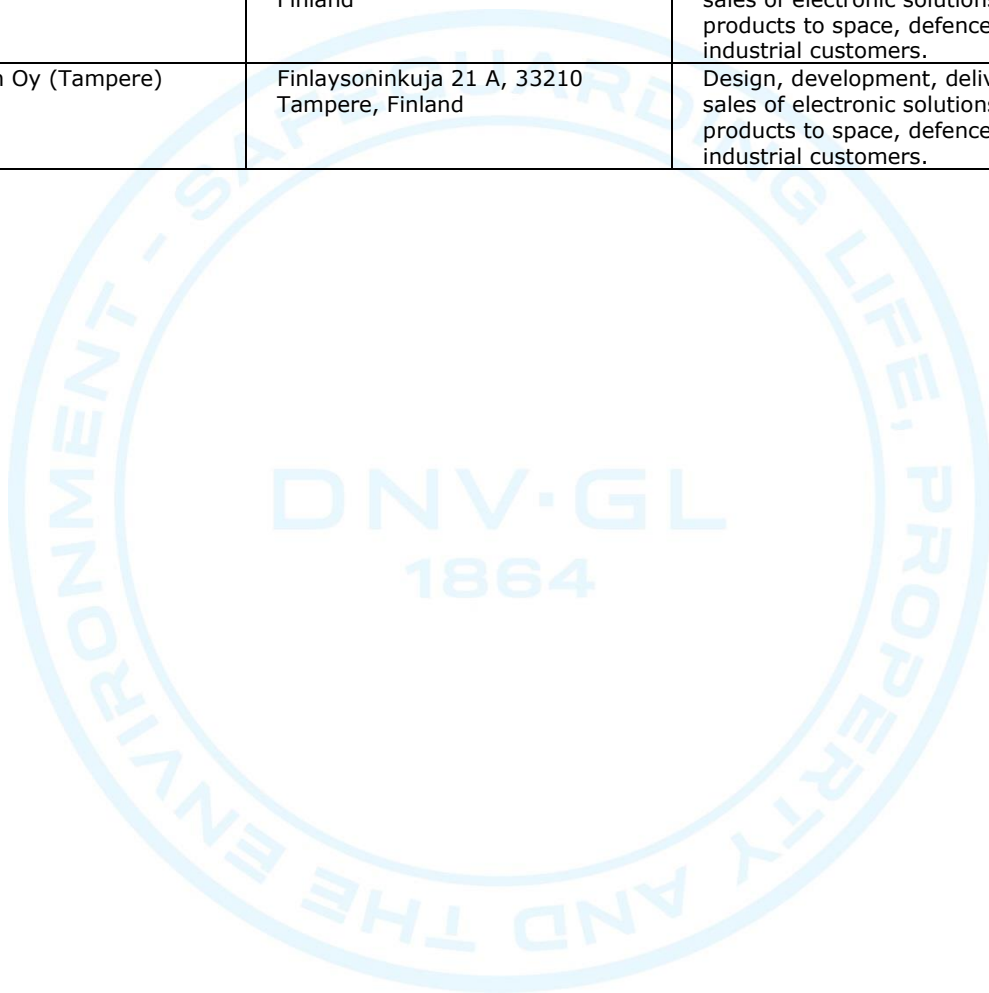 Finland
sales of electronic solutions
products to space, defence
industrial customers.
Oy (Tampere)
Finlaysoninkuja 21 A, 33210
Tampere, Finland
Design, development,
sales of electronic solutions
products to space, defence
industrial customers.
SAFEGUARDING LIFE, PROPERTY AND THE ENVIRONMENT -
DNV·GL
1864